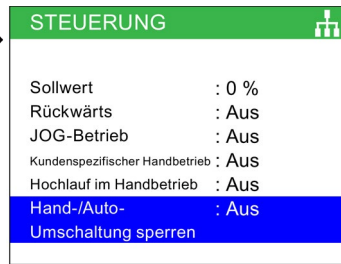 STEUERUNG
Sollwert : 0 %
Rückwärts : Aus
JOG-Betrieb : Aus
Kundenspezifischer Handbetrieb : Aus
Hochlauf im Handbetrieb : Aus
Hand-/Auto- : Aus
Umschaltung sperren